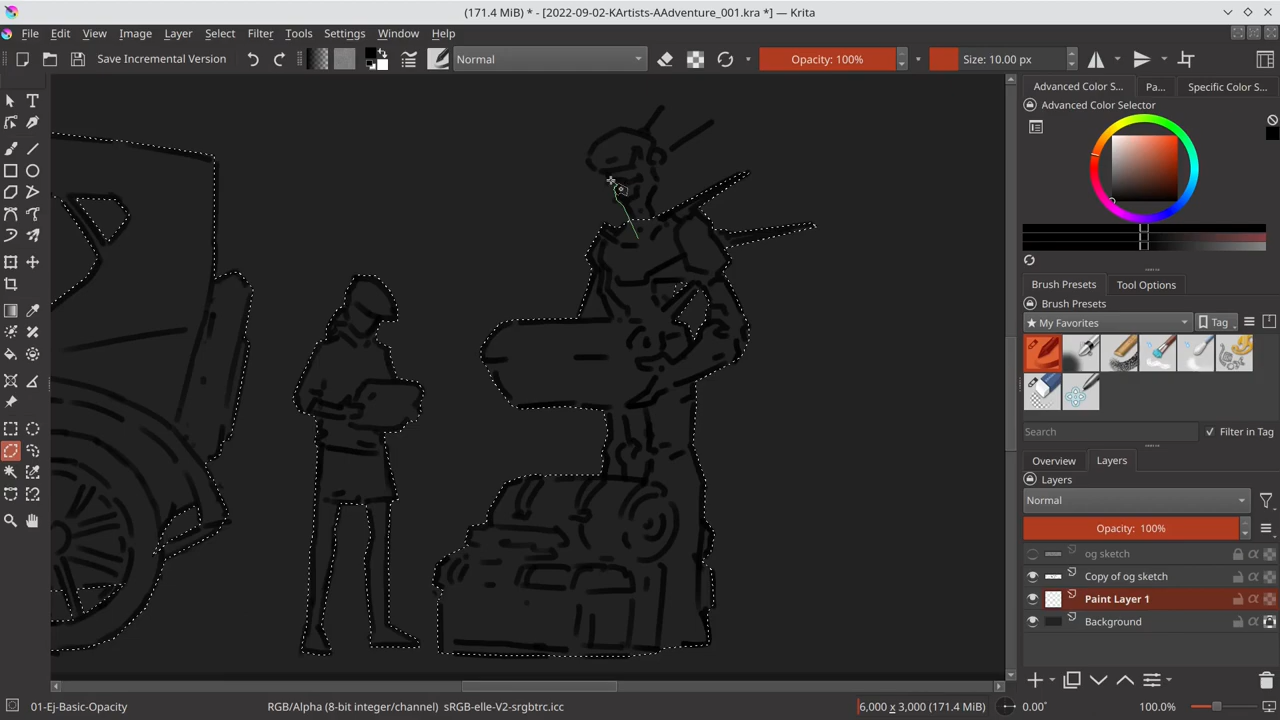 (171.4 MiB) * - [2022-09-02-KArtists-AAdventure_001.kra *] — Krita
File Edit View Image Layer Select Filter Tools Settings Window Help
Save Incremental Version
Normal
Opacity: 100%
Size: 10.00 px
Advanced Color S...
Pa...
Specific Color S...
Advanced Color Selector
Brush Presets
Tool Options
Brush Presets
★ My Favorites
Tag
Search
Filter in Tag
Overview
Layers
Layers
Normal
Opacity: 100%
og sketch
Copy of og sketch
Paint Layer 1
Background
01-Ej-Basic-Opacity
RGB/Alpha (8-bit integer/channel) sRGB-elle-V2-srgbtrc.icc
6,000 x 3,000 (171.4 MiB)
0.00°
100.0%